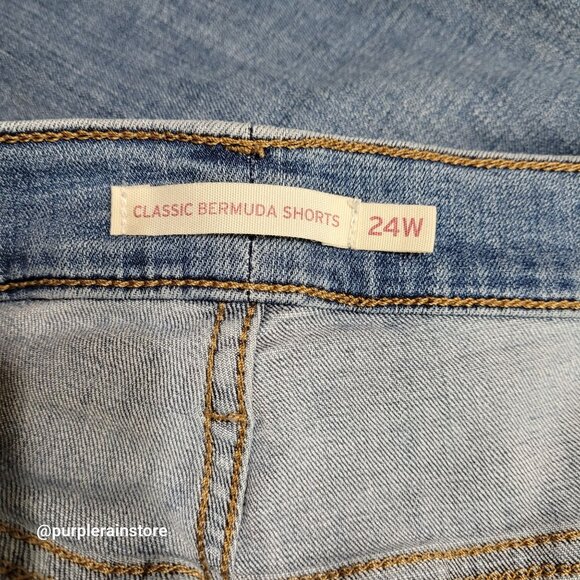 CLASSIC BERMUDA SHORTS 24W
@purplerainstore